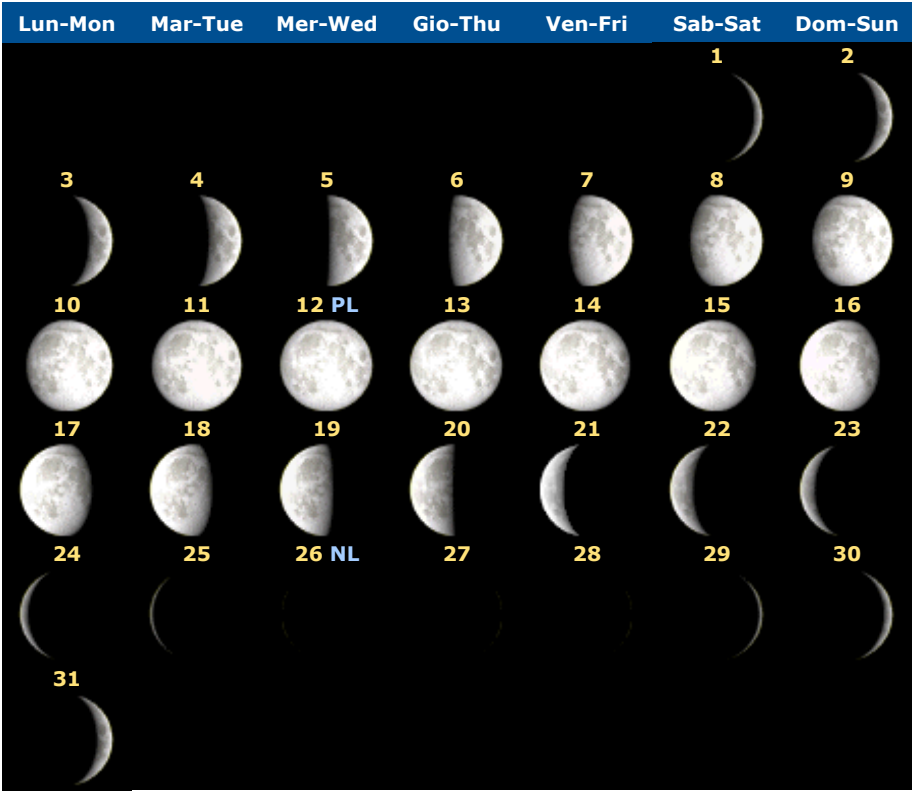 Lun-Mon Mar-Tue Mer-Wed Gio-Thu Ven-Fri Sab-Sat Dom-Sun
1 2
3 4 5 6 7 8 9
10 11 12 PL 13 14 15 16
17 18 19 20 21 22 23
24 25 26 NL 27 28 29 30
31